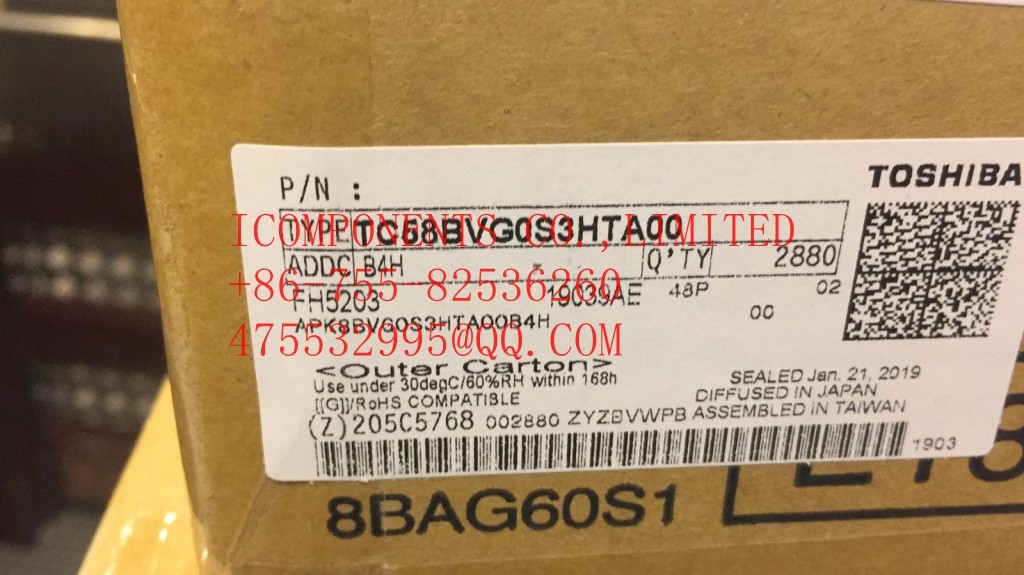 P/N :
TOSHIBA
TYPE TC58BVG0S3HTA00
ICOMPONENTS CO.,LIMITED
ADDC B4H - Q'TY 2880
+86-755-82536260
FH5203 19039AE 48P 02
APK8BVG0S3HTA00B4H 00
475532995@QQ.COM
<Outer Carton>
Use under 30degC/60%RH within 168h
SEALED Jan. 21, 2019
[[G]]/RoHS COMPATIBLE
DIFFUSED IN JAPAN
(Z)205C5768 002880 ZYZBVWPB ASSEMBLED IN TAIWAN
1903
8BAG60S1